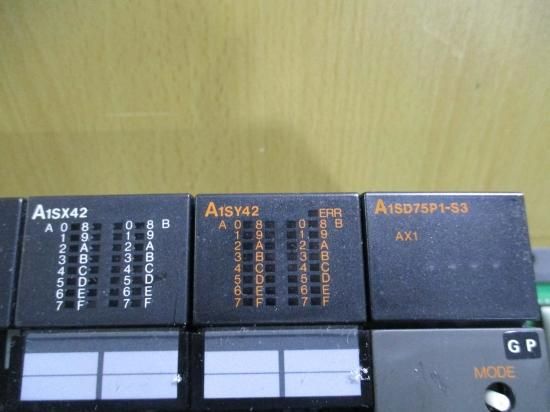 A1SX42
A 0 8 0 8 B
1 9 1 9
2 A 2 A
3 B 3 B
4 C 4 C
5 D 5 D
6 E 6 E
7 F 7 F
A1SY42
ERR
A 0 8 0 8 B
1 9 1 9
2 A 2 A
3 B 3 B
4 C 4 C
5 D 5 D
6 E 6 E
7 F 7 F
A1SD75P1-S3
AX1
G P
MODE